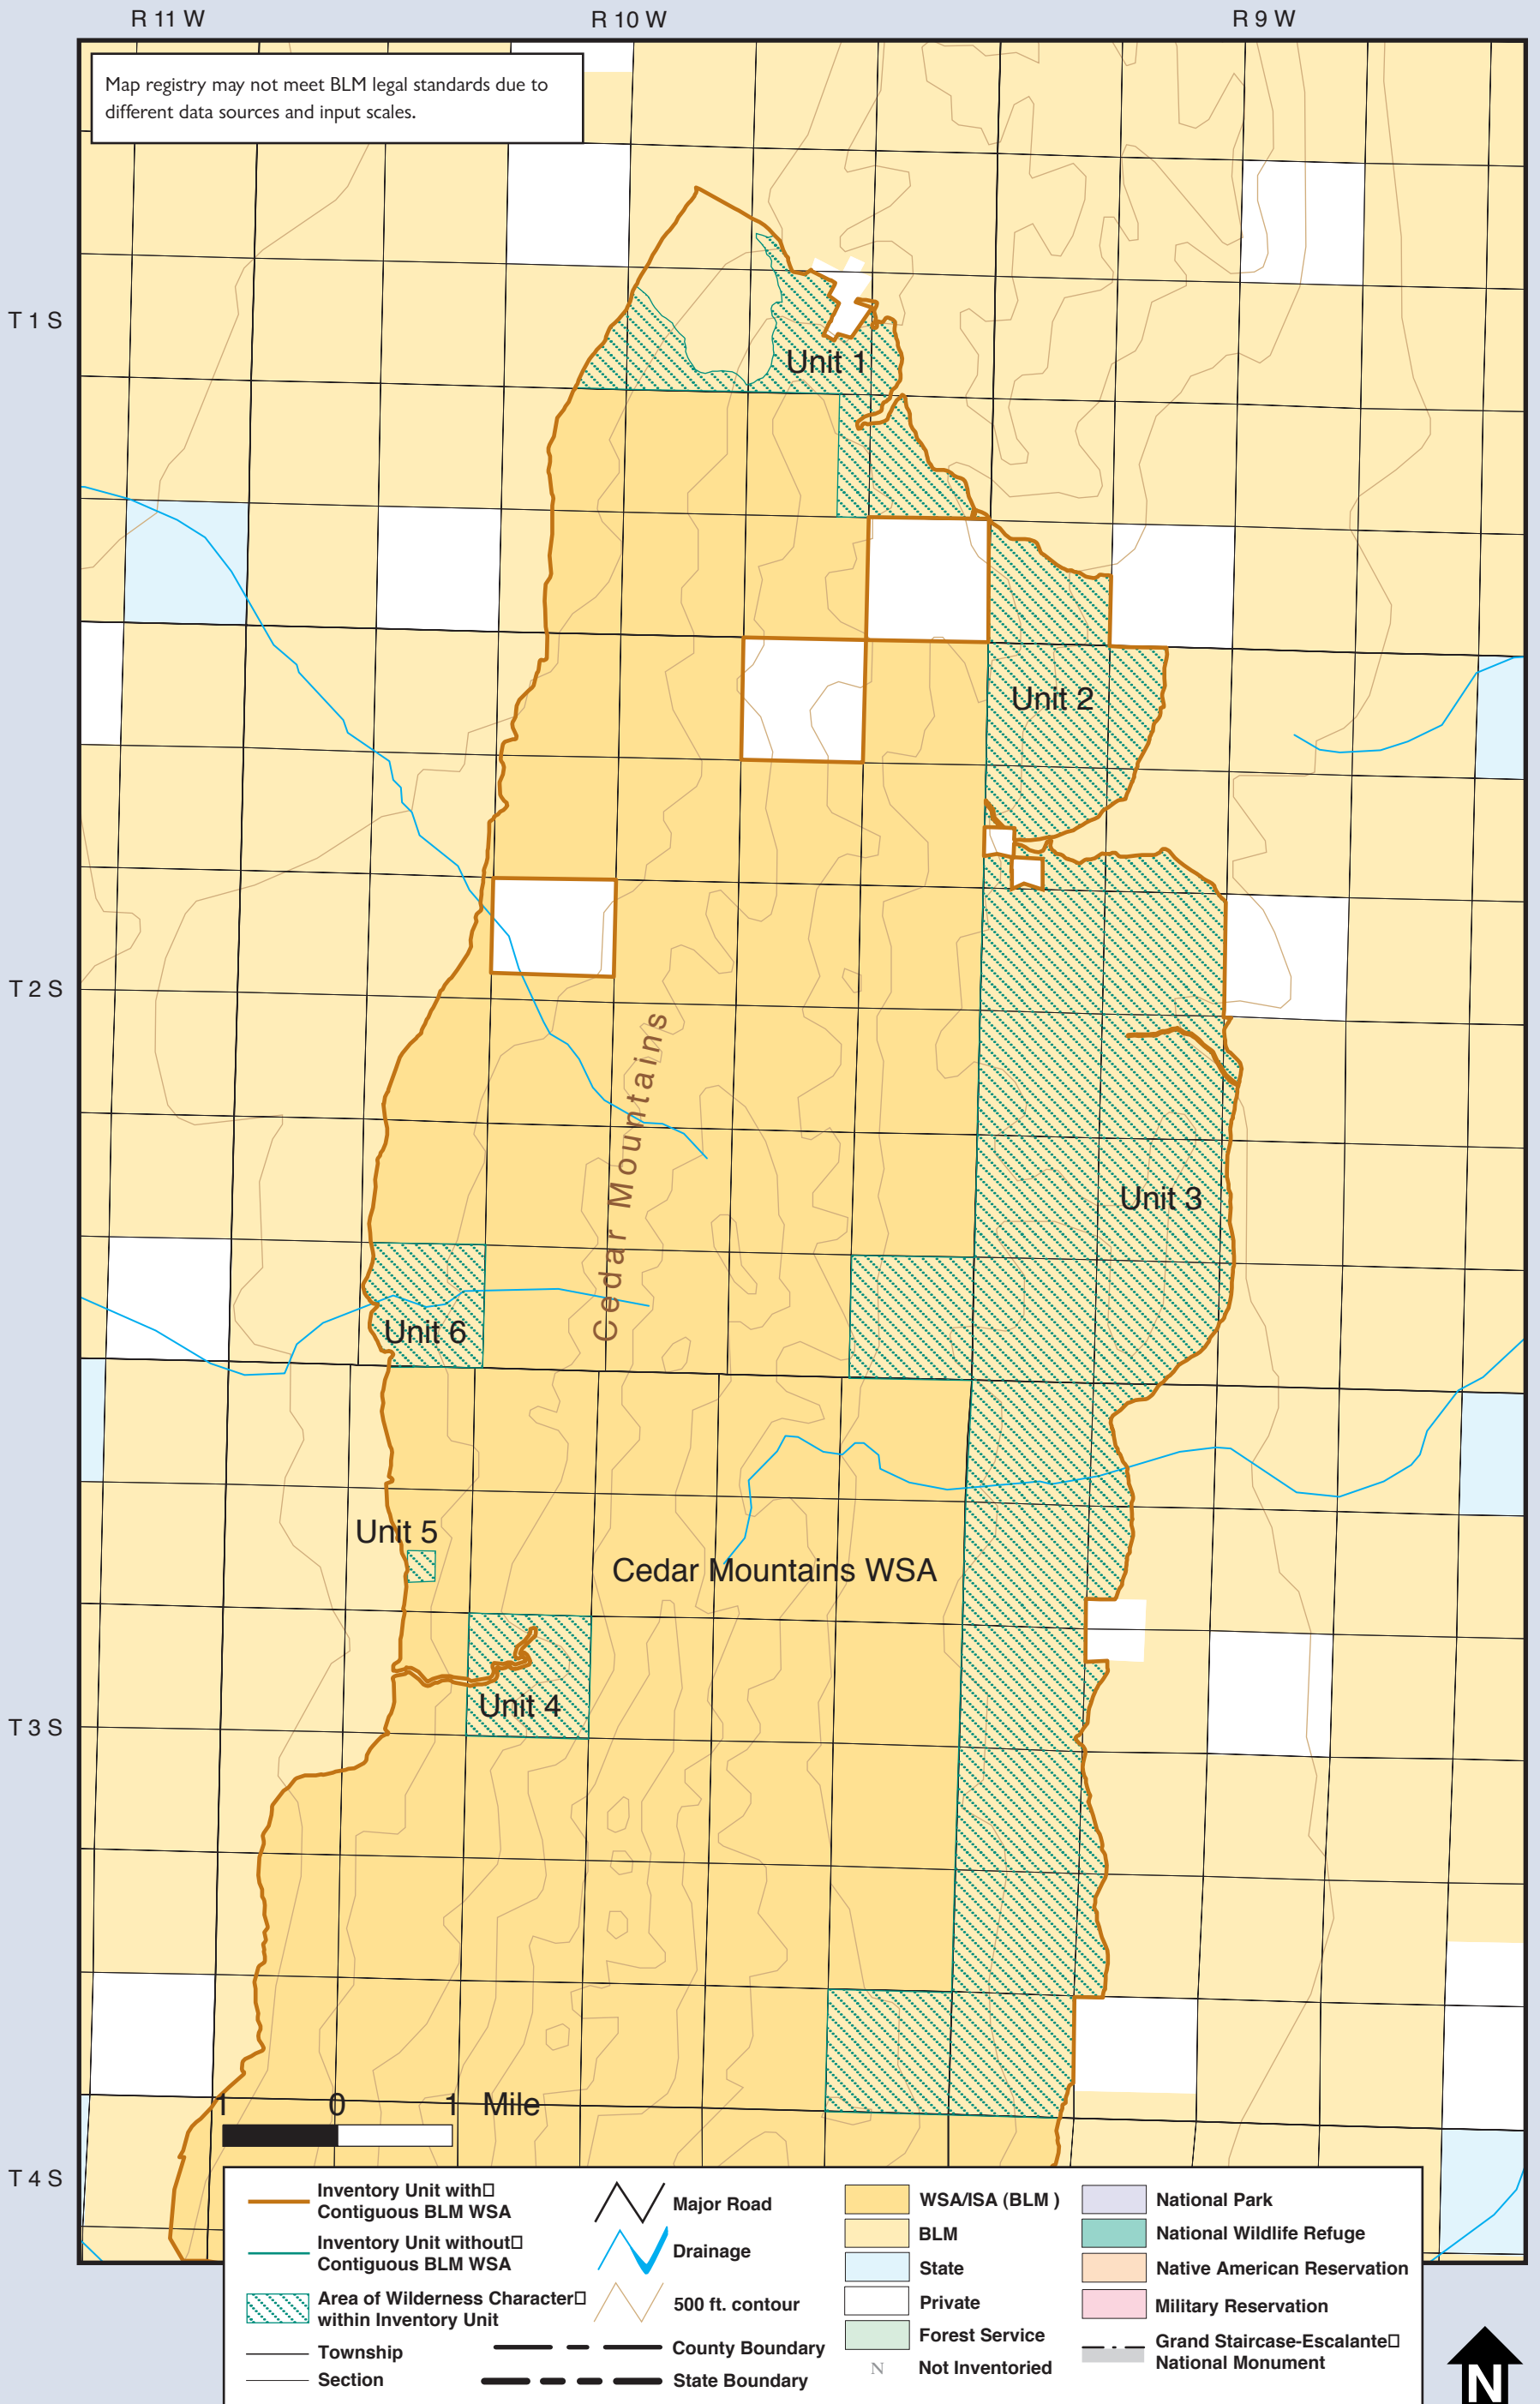 R 11 W R 10 W R 9 W
Map registry may not meet BLM legal standards due to
different data sources and input scales.
T 1 S
Unit 1
Unit 2
T 2 S
Cedar Mountains
Unit 3
Unit 6
Unit 5
Cedar Mountains WSA
Unit 4
T 3 S
1 0 1 Mile
T 4 S
Inventory Unit with□
Contiguous BLM WSA
Inventory Unit without□
Contiguous BLM WSA
Area of Wilderness Character□
within Inventory Unit
Township
Section
Major Road
Drainage
500 ft. contour
County Boundary
State Boundary
WSA/ISA (BLM )
BLM
State
Private
Forest Service
N Not Inventoried
National Park
National Wildlife Refuge
Native American Reservation
Military Reservation
Grand Staircase-Escalante□
National Monument
N